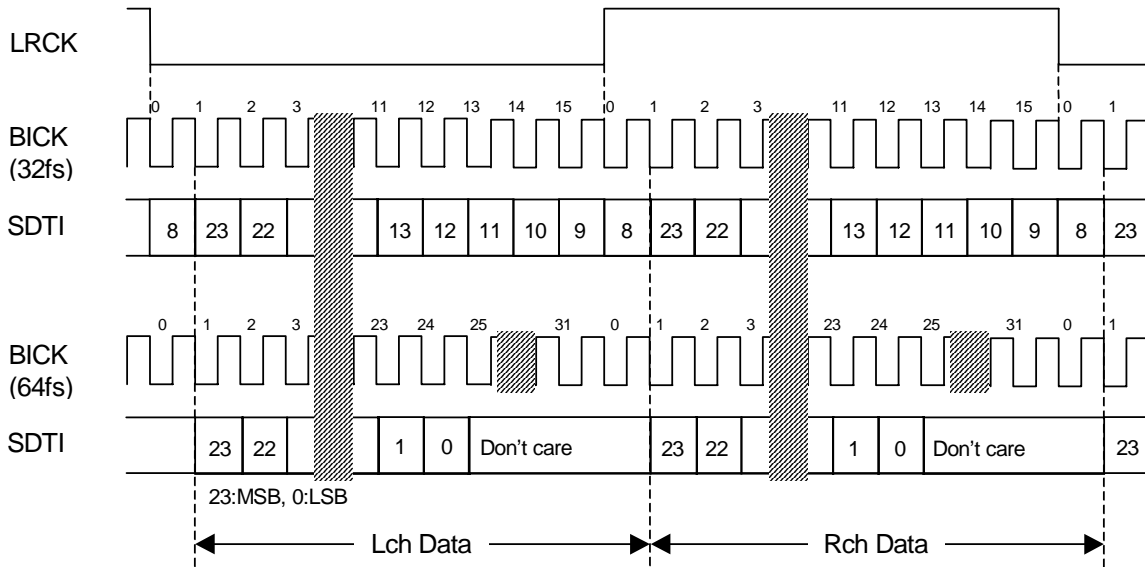 LRCK
0 1 2 3 11 12 13 14 15 0 1 2 3 11 12 13 14 15 0 1
BICK
(32fs)
SDTI
8 23 22 13 12 11 10 9 8 23 22 13 12 11 10 9 8 23
0 1 2 3 23 24 25 31 0 1 2 3 23 24 25 31 0 1
BICK
(64fs)
SDTI
23 22 1 0 Don't care 23 22 1 0 Don't care 23
23:MSB, 0:LSB
Lch Data Rch Data